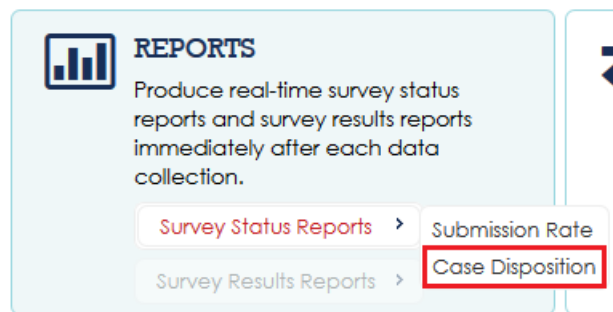 REPORTS
Produce real-time survey status
reports and survey results reports
immediately after each data
collection.
Survey Status Reports >
Submission Rate
Case Disposition
Survey Results Reports >